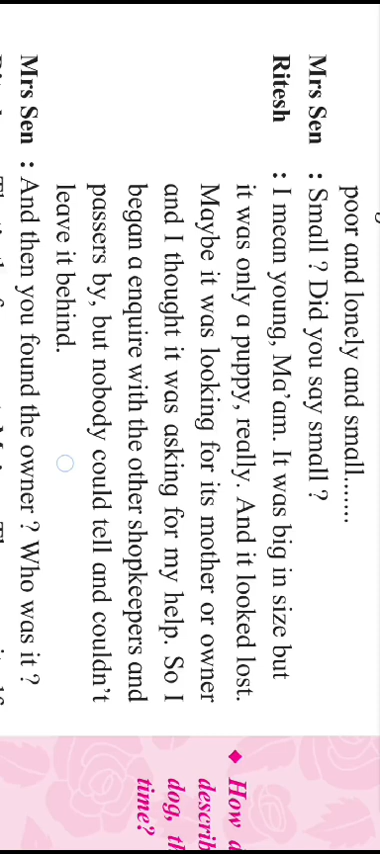 poor and lonely and small.......
Mrs Sen : Small ? Did you say small ?
Ritesh : I mean young, Ma'am. It was big in size but
it was only a puppy, really. And it looked lost.
Maybe it was looking for its mother or owner
and I thought it was asking for my help. So I
began a enquire with the other shopkeepers and
passers by, but nobody could tell and couldn't
leave it behind.
Mrs Sen : And then you found the owner ? Who was it ?
◆ How
describ
dog, th
time?